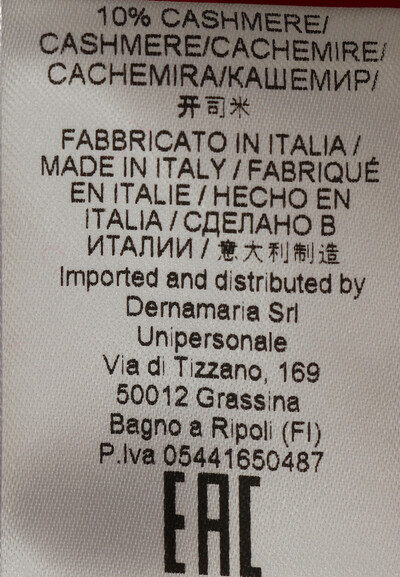 10% CASHMERE/
CASHMERE/CACHEMIRE/
CACHEMIRA/КАШЕМИР/
开司米
FABBRICATO IN ITALIA /
MADE IN ITALY / FABRIQUÉ
EN ITALIE / HECHO EN
ITALIA / СДЕЛАНО В
ИТАЛИИ / 意大利制造
Imported and distributed by
Dernamaria Srl
Unipersonale
Via di Tizzano, 169
50012 Grassina
Bagno a Ripoli (FI)
P.Iva 05441650487
EAC